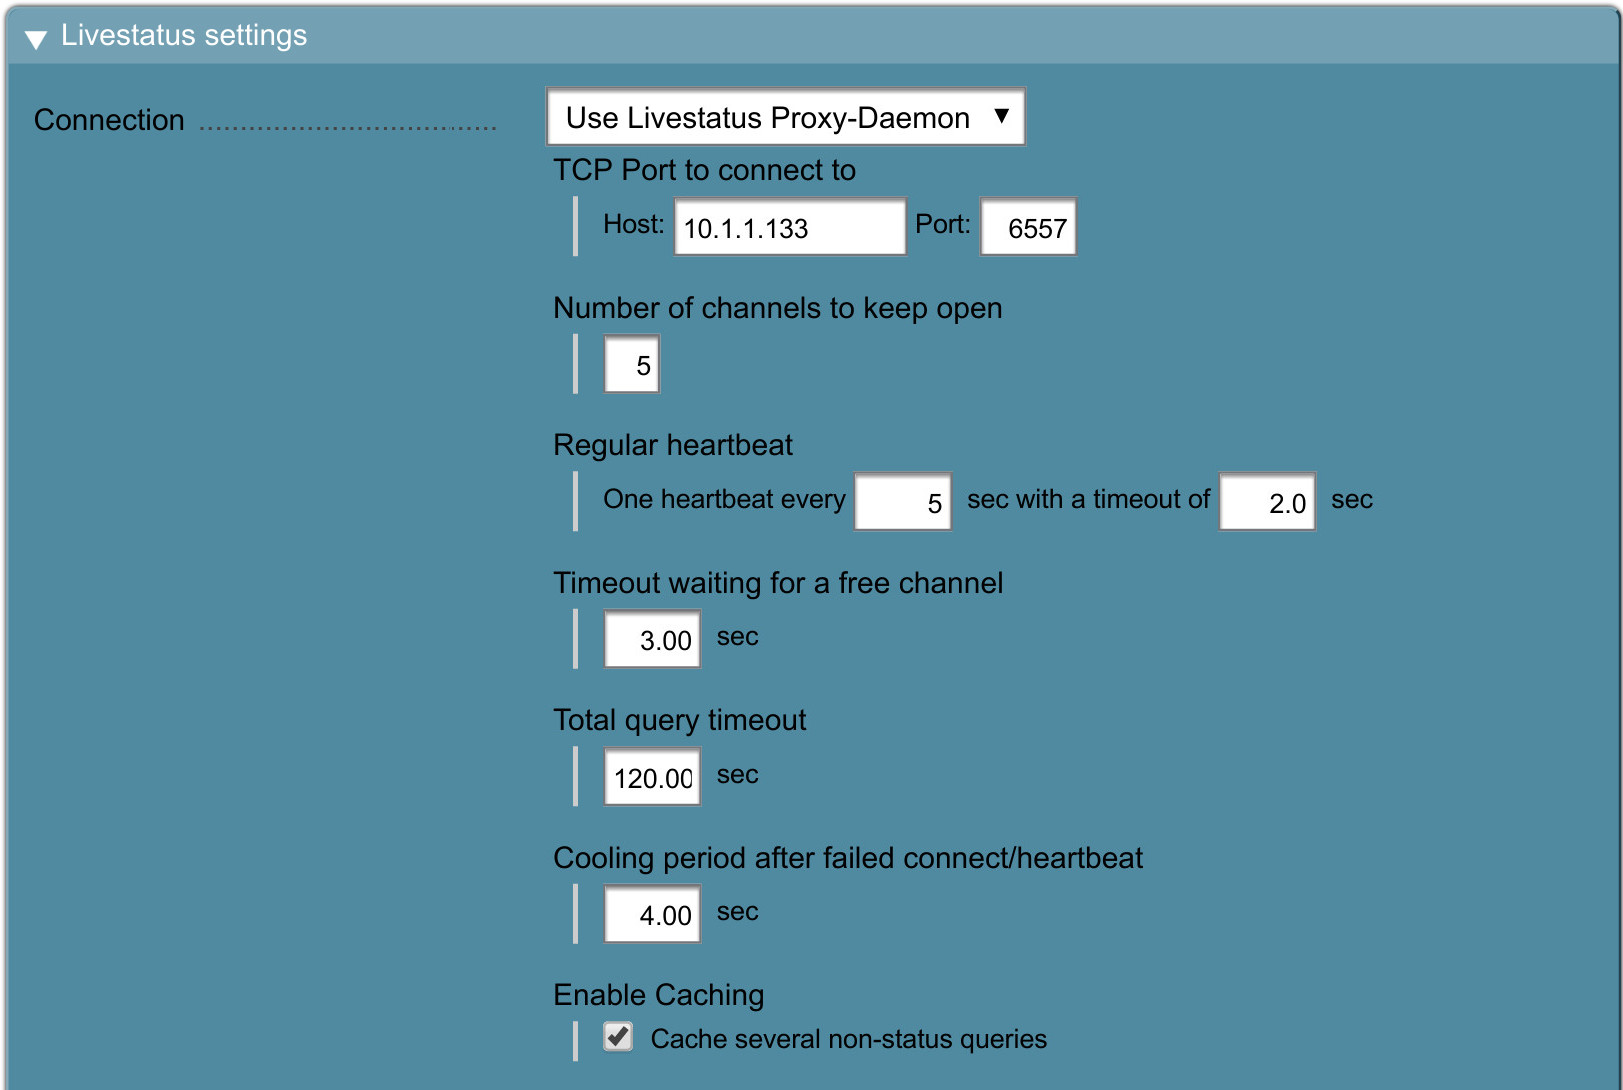 Livestatus settings
Connection
Use Livestatus Proxy-Daemon
TCP Port to connect to
Host: 10.1.1.133 Port: 6557
Number of channels to keep open
5
Regular heartbeat
One heartbeat every 5 sec with a timeout of 2.0 sec
Timeout waiting for a free channel
3.00 sec
Total query timeout
120.00 sec
Cooling period after failed connect/heartbeat
4.00 sec
Enable Caching
Cache several non-status queries